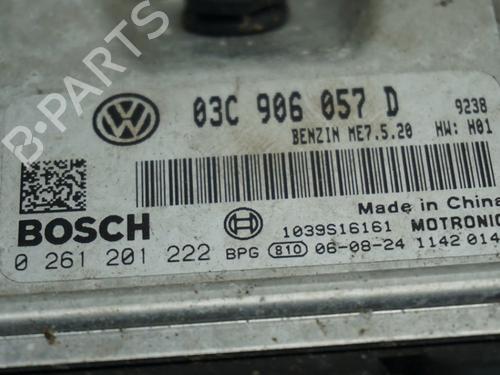 03C 906 057 D 9238
BENZIN ME7.5.20 HW: H01
Made in China
BOSCH 1039S16161 MOTRONIC
0 261 201 222 BPG 810 06-08-24 1142 014
B-PARTS